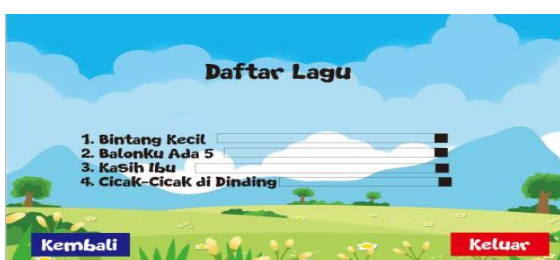 Daftar Lagu
1. Bintang Kecil
2. Balonku Ada 5
3. Kasih Ibu
4. Cicak-Cicak di Dinding
Kembali
Keluar